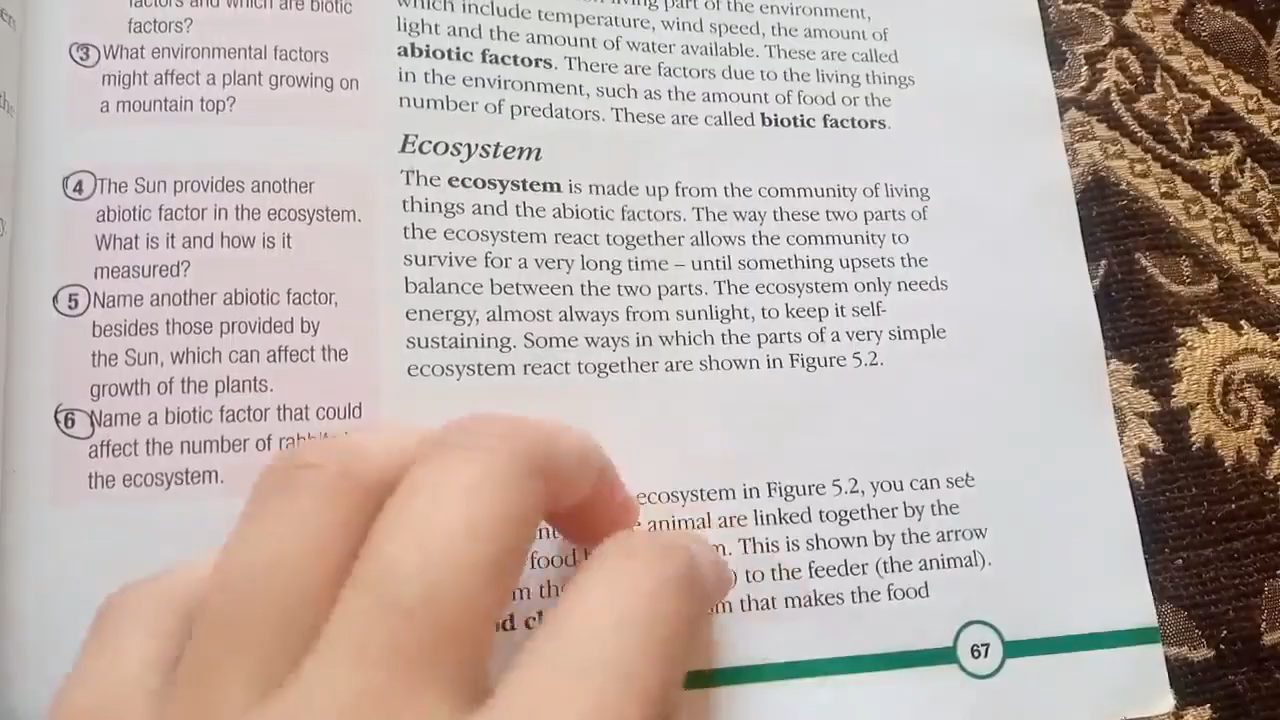 factors and which are biotic
factors?
3 What environmental factors
might affect a plant growing on
a mountain top?
4 The Sun provides another
abiotic factor in the ecosystem.
What is it and how is it
measured?
5 Name another abiotic factor,
besides those provided by
the Sun, which can affect the
growth of the plants.
6 Name a biotic factor that could
affect the number of
the ecosystem.
part of the environment,
which include temperature, wind speed, the amount of
light and the amount of water available. These are called
abiotic factors. There are factors due to the living things
in the environment, such as the amount of food or the
number of predators. These are called biotic factors.
Ecosystem
The ecosystem is made up from the community of living
things and the abiotic factors. The way these two parts of
the ecosystem react together allows the community to
survive for a very long time – until something upsets the
balance between the two parts. The ecosystem only needs
energy, almost always from sunlight, to keep it self-
sustaining. Some ways in which the parts of a very simple
ecosystem react together are shown in Figure 5.2.
ecosystem in Figure 5.2, you can see
animal are linked together by the
food This is shown by the arrow
to the feeder (the animal).
that makes the food
67